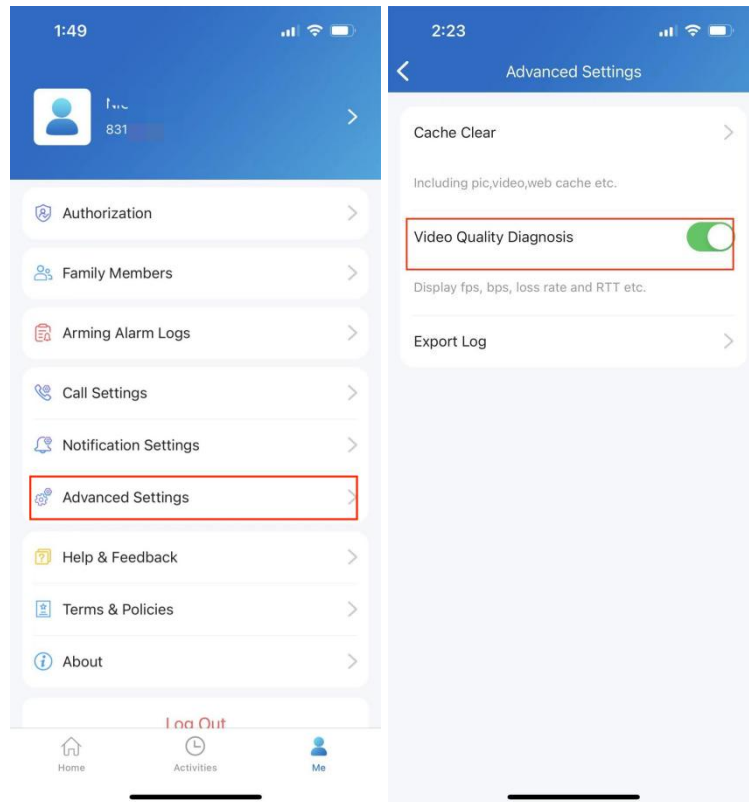 1:49
831
Authorization
Family Members
Arming Alarm Logs
Call Settings
Notification Settings
Advanced Settings
Help & Feedback
Terms & Policies
About
Log Out
Home
Activities
Me
2:23
Advanced Settings
Cache Clear
Including pic,video,web cache etc.
Video Quality Diagnosis
Display fps, bps, loss rate and RTT etc.
Export Log